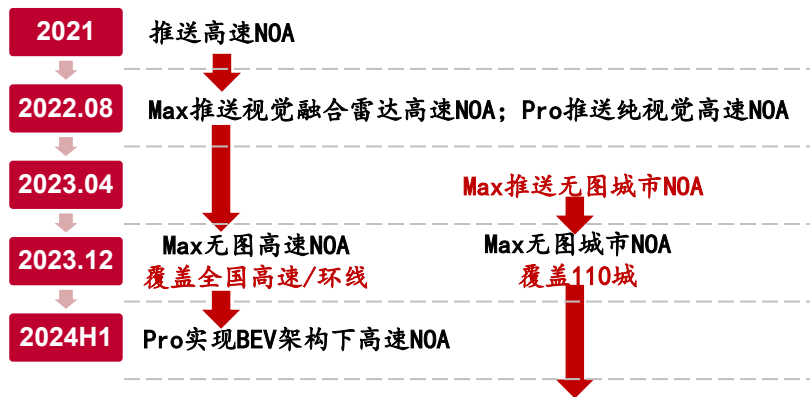 2021
推送高速NOA
2022.08
Max推送视觉融合雷达高速NOA；Pro推送纯视觉高速NOA
2023.04
Max推送无图城市NOA
2023.12
Max无图高速NOA
覆盖全国高速/环线
Max无图城市NOA
覆盖110城
2024H1
Pro实现BEV架构下高速NOA